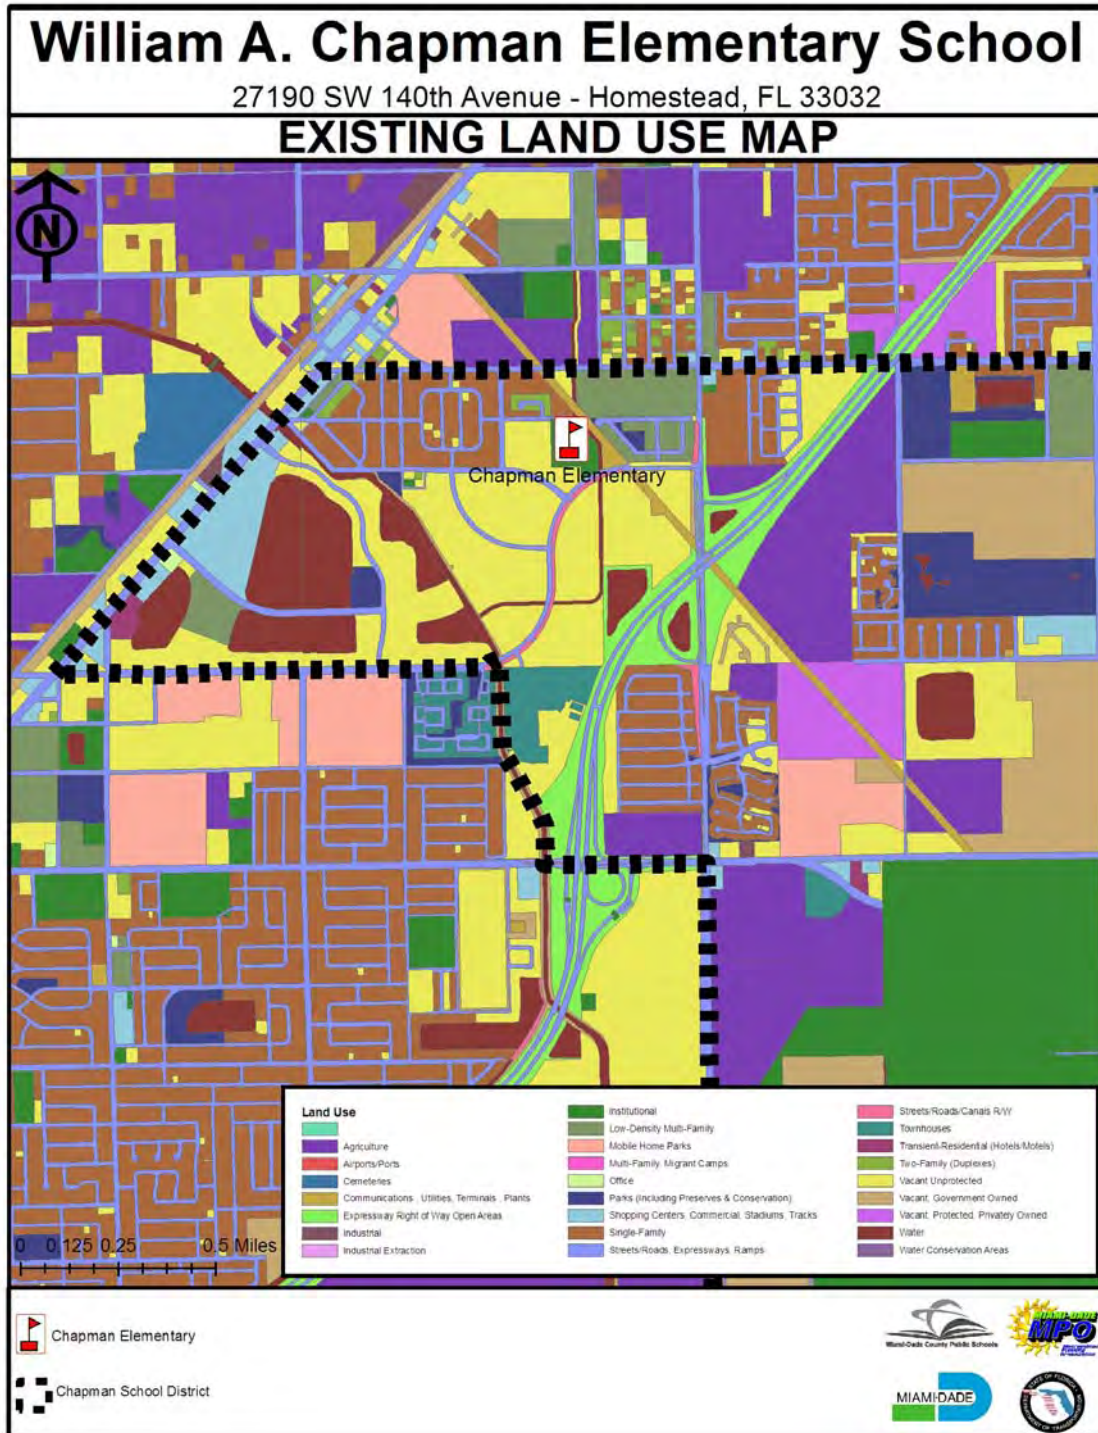 William A. Chapman Elementary School
27190 SW 140th Avenue - Homestead, FL 33032
EXISTING LAND USE MAP
N
Chapman Elementary
Land Use
Agriculture
Airports/Ports
Cemeteries
Communications , Utilities, Terminals , Plants
Expressway Right of Way Open Areas
Industrial
Industrial Extraction
Institutional
Low-Density Multi-Family
Mobile Home Parks
Multi-Family, Migrant Camps
Office
Parks (Including Preserves & Conservation)
Shopping Centers, Commercial, Stadiums, Tracks
Single-Family
Streets/Roads, Expressways, Ramps
Streets/Roads/Canals R/W
Townhouses
Transient-Residential (Hotels/Motels)
Two-Family (Duplexes)
Vacant Unprotected
Vacant, Government Owned
Vacant, Protected, Privately Owned
Water
Water Conservation Areas
0 0.125 0.25 0.5 Miles
Chapman Elementary
Chapman School District
Miami-Dade County Public Schools
MIAMI-DADE
MPO
MIAMI-DADE